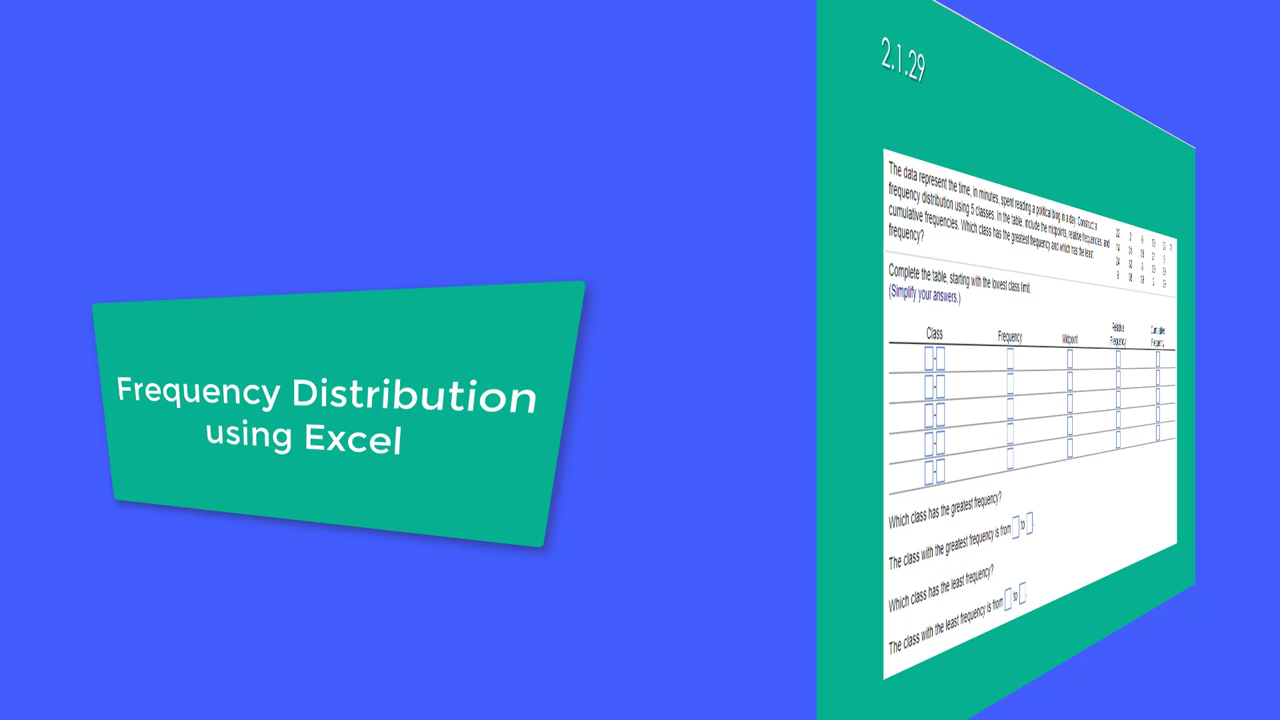 2.1.29
The data represent the time, in minutes, spent reading a political blog in a day. Construct a
frequency distribution using 5 classes. In the table, include the midpoints, relative frequencies, and
cumulative frequencies. Which class has the greatest frequency and which has the least
frequency?
Complete the table, starting with the lowest class limit.
(Simplify your answers.)
Class Frequency Midpoint Relative Frequency Cumulative Frequency
Which class has the greatest frequency?
The class with the greatest frequency is from to .
Which class has the least frequency?
The class with the least frequency is from to .
Frequency Distribution
using Excel